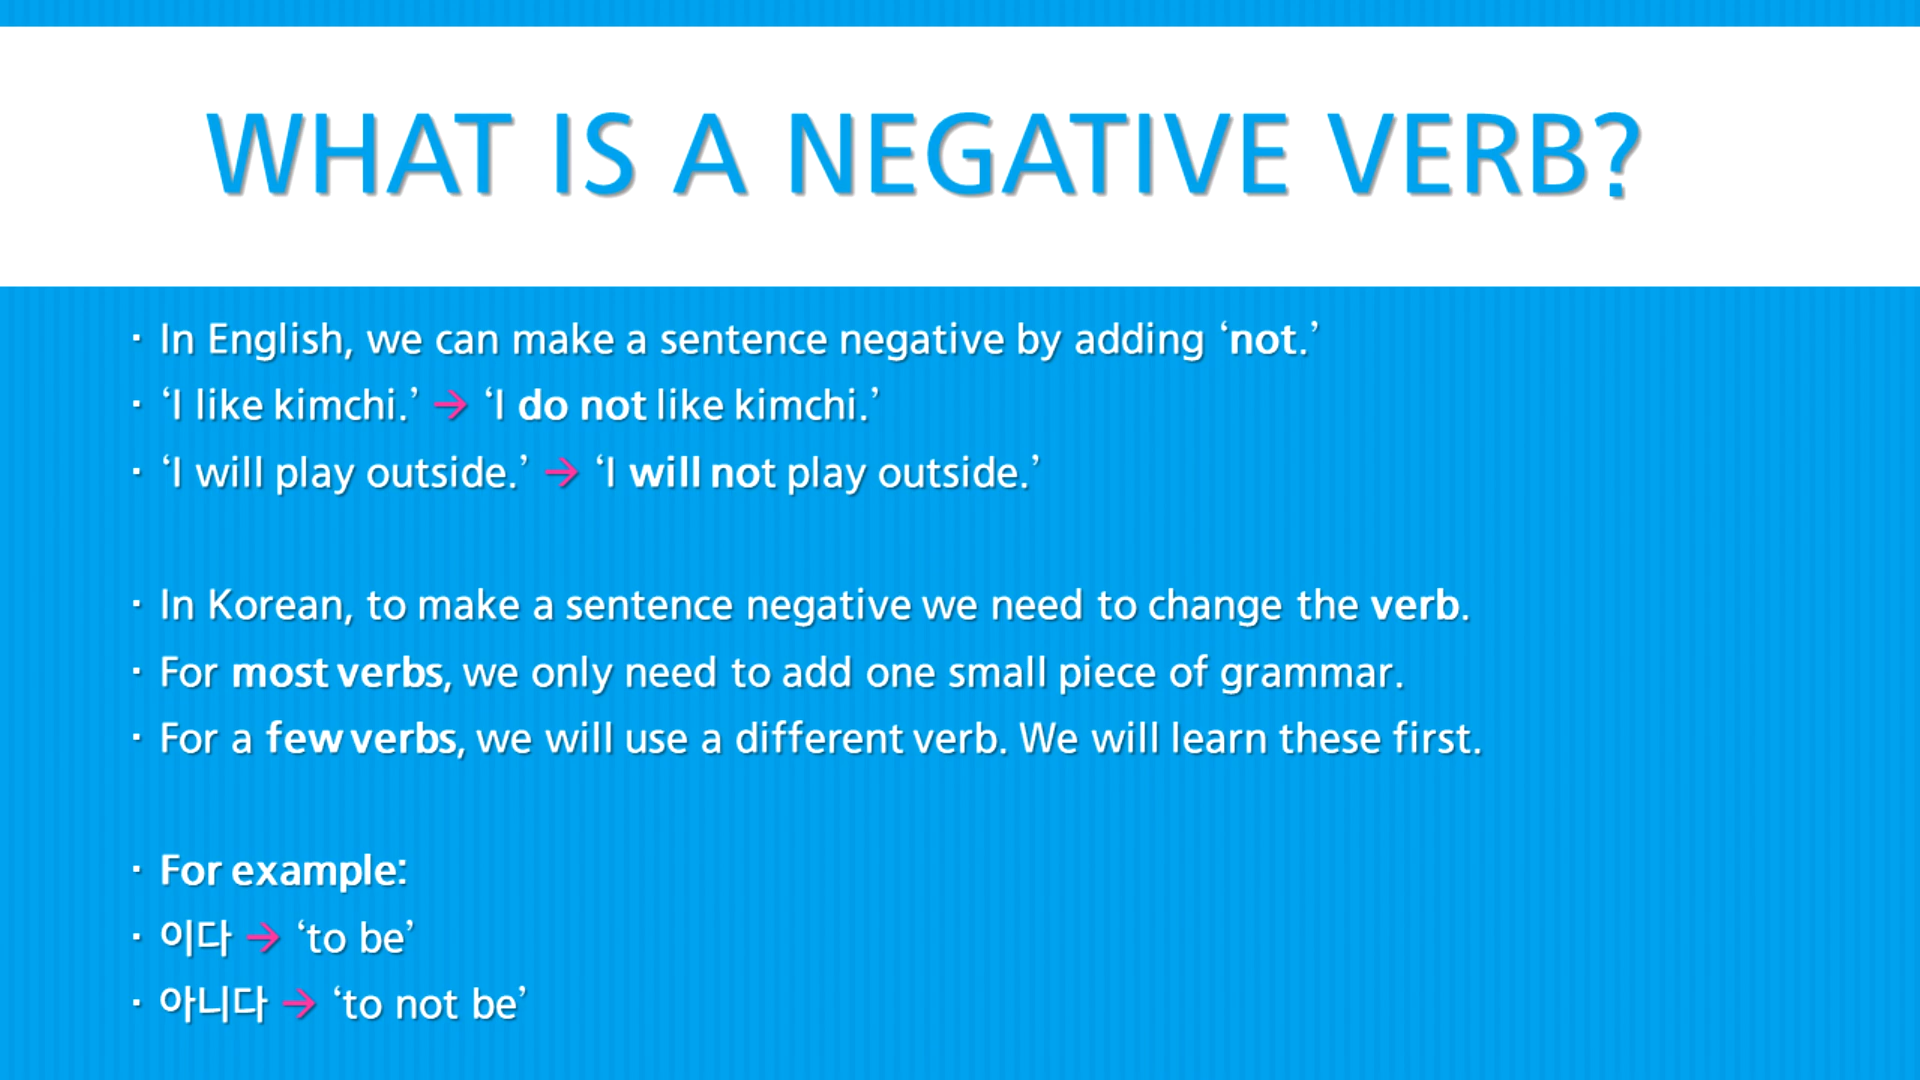 WHAT IS A NEGATIVE VERB?
▪ In English, we can make a sentence negative by adding ‘not.’
▪ ‘I like kimchi.’ → ‘I do not like kimchi.’
▪ ‘I will play outside.’ → ‘I will not play outside.’
▪ In Korean, to make a sentence negative we need to change the verb.
▪ For most verbs, we only need to add one small piece of grammar.
▪ For a few verbs, we will use a different verb. We will learn these first.
▪ For example:
▪ 이다 → ‘to be’
▪ 아니다 → ‘to not be’